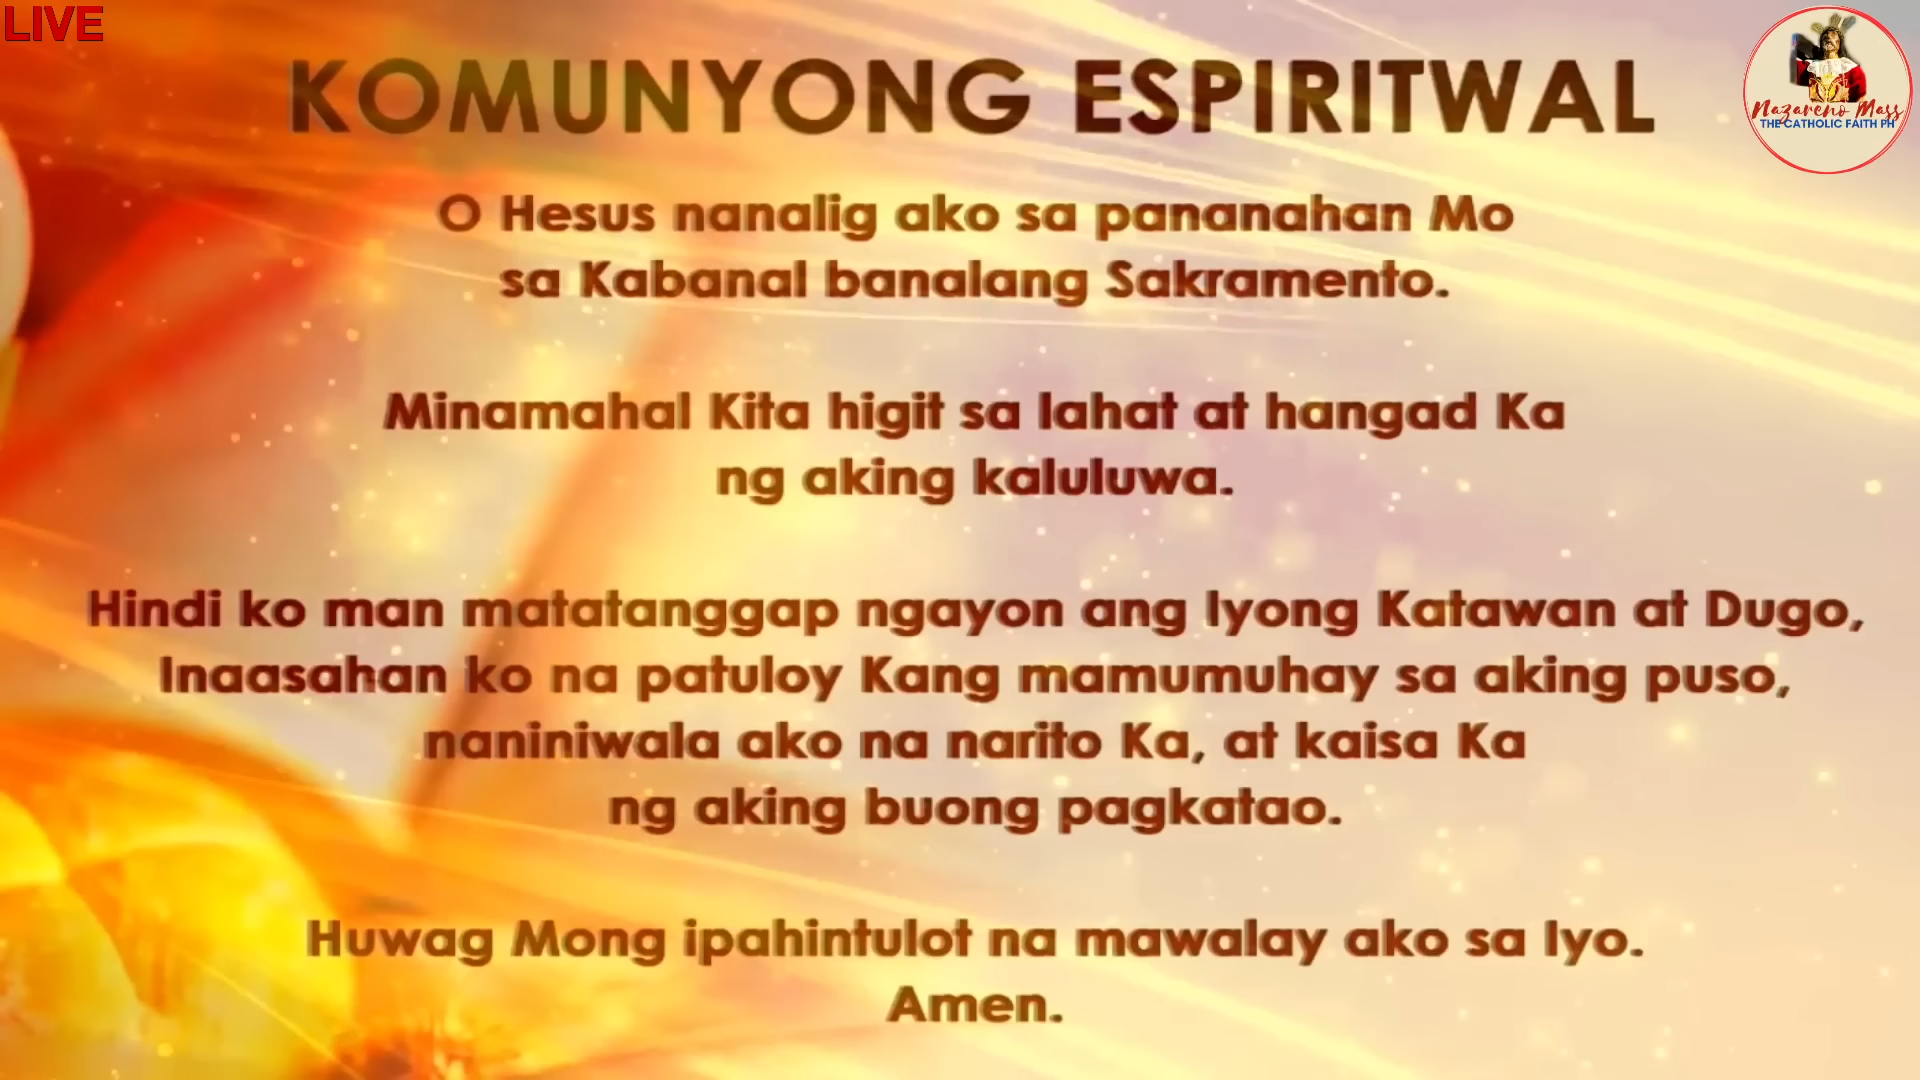 LIVE
KOMUNYONG ESPIRITWAL
Nazareno Mass
THE CATHOLIC FAITH PH
O Hesus nanalig ako sa pananahan Mo
sa Kabanal banalang Sakramento.
Minamahal Kita higit sa lahat at hangad Ka
ng aking kaluluwa.
Hindi ko man matatanggap ngayon ang Iyong Katawan at Dugo,
Inaasahan ko na patuloy Kang mamumuhay sa aking puso,
naniniwala ako na narito Ka, at kaisa Ka
ng aking buong pagkatao.
Huwag Mong ipahintulot na mawalay ako sa Iyo.
Amen.